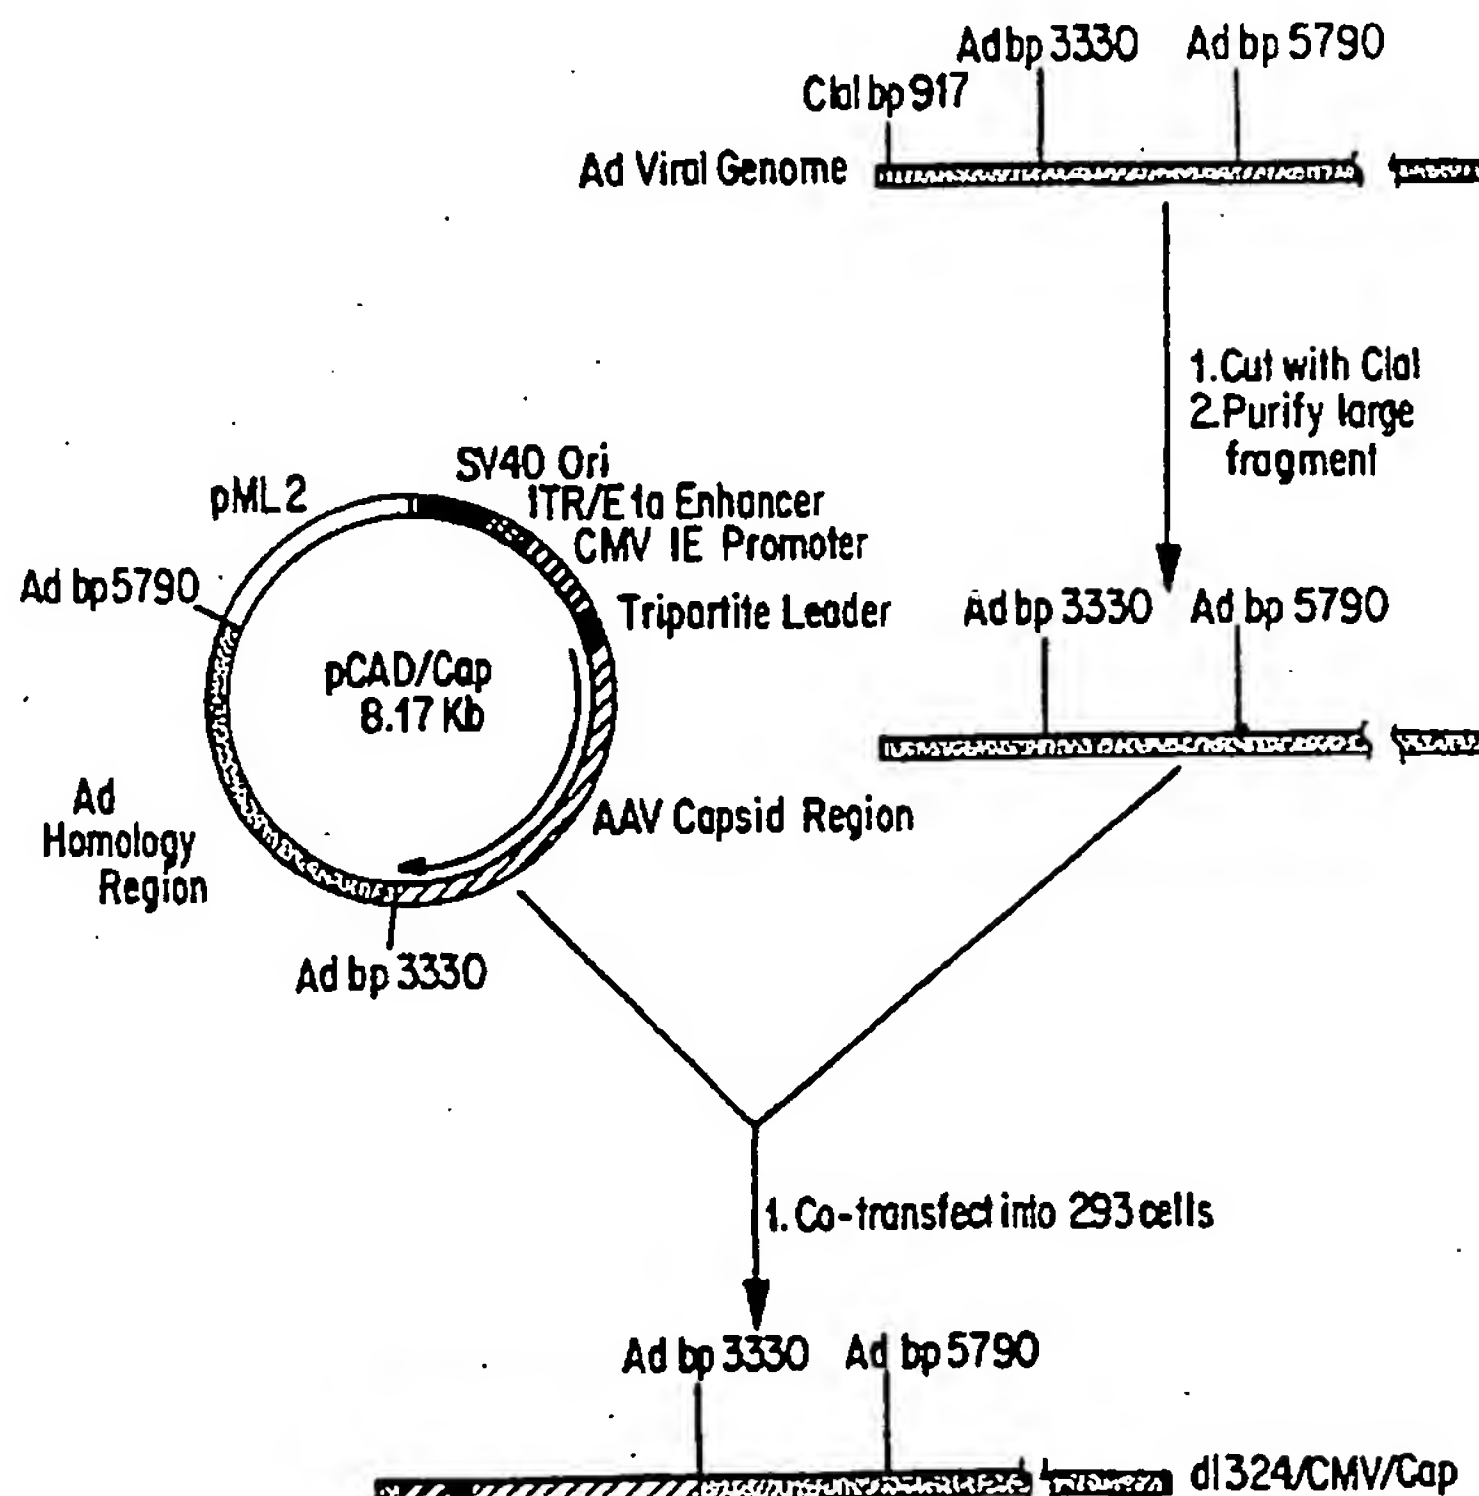 Ad bp 3330 Ad bp 5790
ClaI bp 917
Ad Viral Genome
1. Cut with ClaI
2. Purify large
fragment
SV40 Ori
pML2
ITR/E1a Enhancer
CMV IE Promoter
Ad bp 5790
Tripartite Leader
Ad bp 3330 Ad bp 5790
pCAD/Cap
8.17 Kb
Ad
Homology
Region
AAV Capsid Region
Ad bp 3330
1. Co-transfect into 293 cells
Ad bp 3330 Ad bp 5790
dl324/CMV/Cap